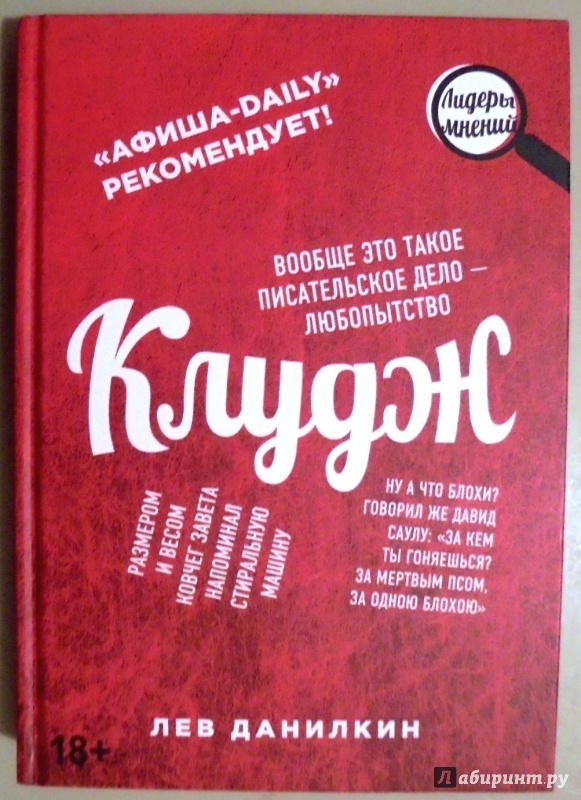 «АФИША-DAILY»
РЕКОМЕНДУЕТ!
Лидеры
мнений
ВООБЩЕ ЭТО ТАКОЕ
ПИСАТЕЛЬСКОЕ ДЕЛО —
ЛЮБОПЫТСТВО
Клудж
РАЗМЕРОМ
И ВЕСОМ
КОВЧЕГ ЗАВЕТА
НАПОМИНАЛ
СТИРАЛЬНУЮ
МАШИНУ
НУ А ЧТО БЛОХИ?
ГОВОРИЛ ЖЕ ДАВИД
САУЛУ: «ЗА КЕМ
ТЫ ГОНЯЕШЬСЯ?
ЗА МЕРТВЫМ ПСОМ,
ЗА ОДНОЮ БЛОХОЮ»
ЛЕВ ДАНИЛКИН
18+
Лабиринт.ру